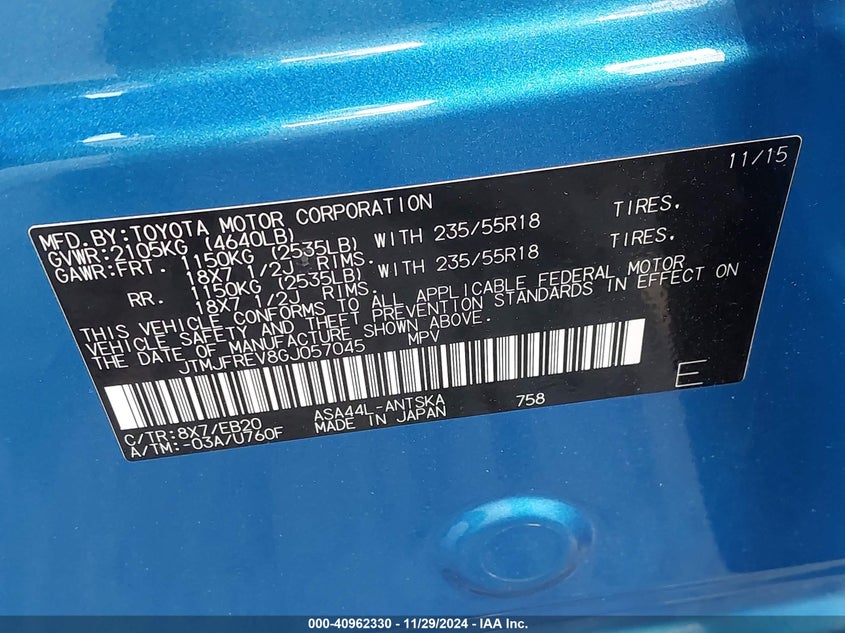 11/15
MFD.BY:TOYOTA MOTOR CORPORATION
GVWR:2105KG (4640LB)
GAWR:FRT. 1150KG (2535LB) WITH 235/55R18 TIRES.
18X7 1/2J RIMS.
RR. 1150KG (2535LB) WITH 235/55R18 TIRES.
18X7 1/2J RIMS.
THIS VEHICLE CONFORMS TO ALL APPLICABLE FEDERAL MOTOR
VEHICLE SAFETY AND THEFT PREVENTION STANDARDS IN EFFECT ON
THE DATE OF MANUFACTURE SHOWN ABOVE.
JTMJFREV8GJ057045 MPV
E
C/TR:8X7/EB20 ASA44L-ANTSKA 758
A/TM:-03A/U760F MADE IN JAPAN
000-40962330 - 11/29/2024 - IAA Inc.